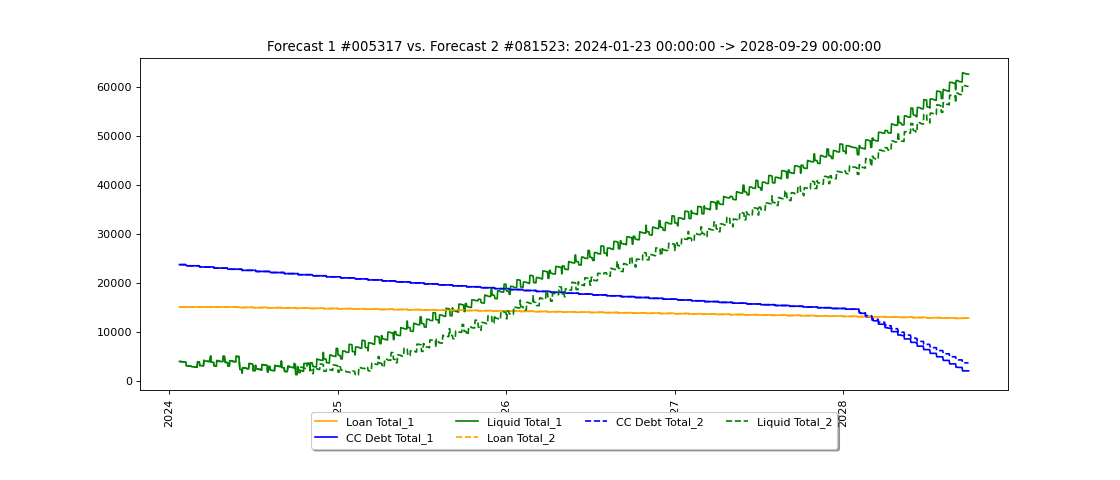 Forecast 1 #005317 vs. Forecast 2 #081523: 2024-01-23 00:00:00 -> 2028-09-29 00:00:00
60000
50000
40000
30000
20000
10000
0
2024 25 26 27 2028
Loan Total_1 Liquid Total_1 CC Debt Total_2 Liquid Total_2
CC Debt Total_1 Loan Total_2